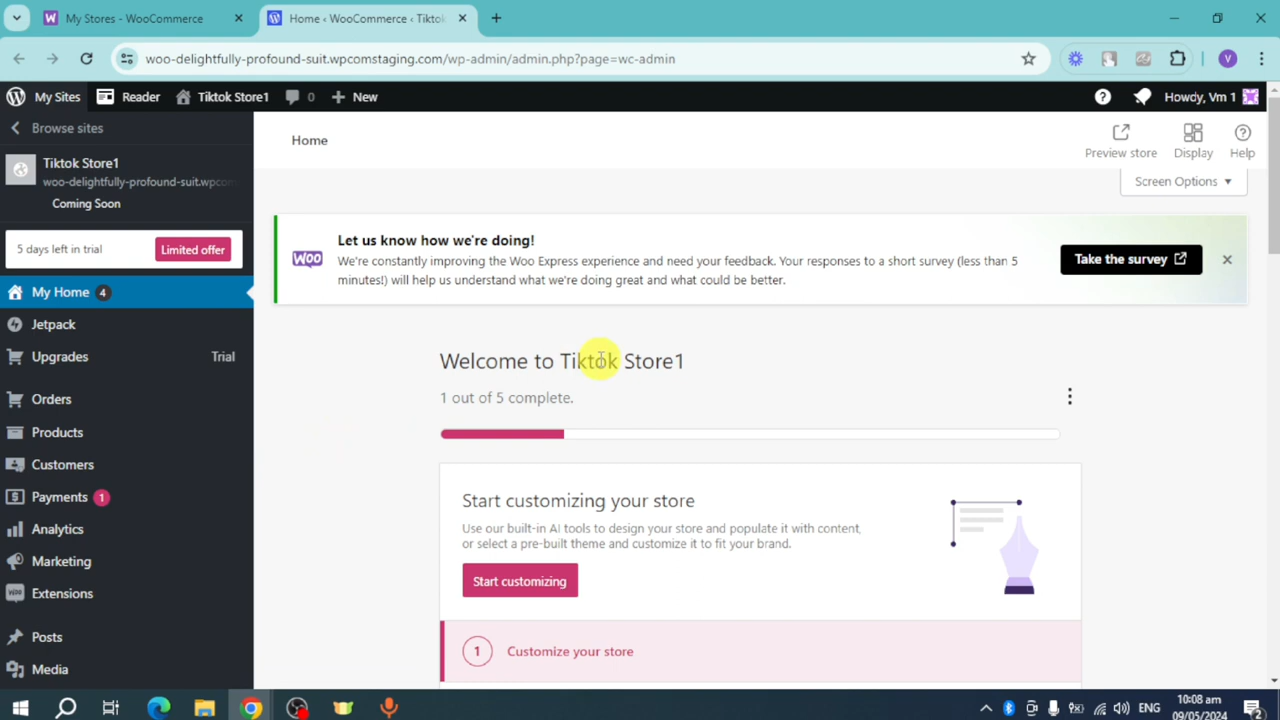 My Stores - WooCommerce
Home ‹ WooCommerce ‹ Tiktok
woo-delightfully-profound-suit.wpcomstaging.com/wp-admin/admin.php?page=wc-admin
V
My Sites
Reader
Tiktok Store1
0
New
Howdy, Vm 1
Browse sites
Tiktok Store1
woo-delightfully-profound-suit.wpcom
Coming Soon
5 days left in trial
Limited offer
My Home 4
Jetpack
Upgrades Trial
Orders
Products
Customers
Payments 1
Analytics
Marketing
Extensions
Posts
Media
Home
Preview store
Display
Help
Screen Options
WOO
Let us know how we're doing!
We're constantly improving the Woo Express experience and need your feedback. Your responses to a short survey (less than 5
minutes!) will help us understand what we're doing great and what could be better.
Take the survey
Welcome to Tiktok Store1
1 out of 5 complete.
Start customizing your store
Use our built-in AI tools to design your store and populate it with content,
or select a pre-built theme and customize it to fit your brand.
Start customizing
1
Customize your store
ENG
10:08 am
09/05/2024
2